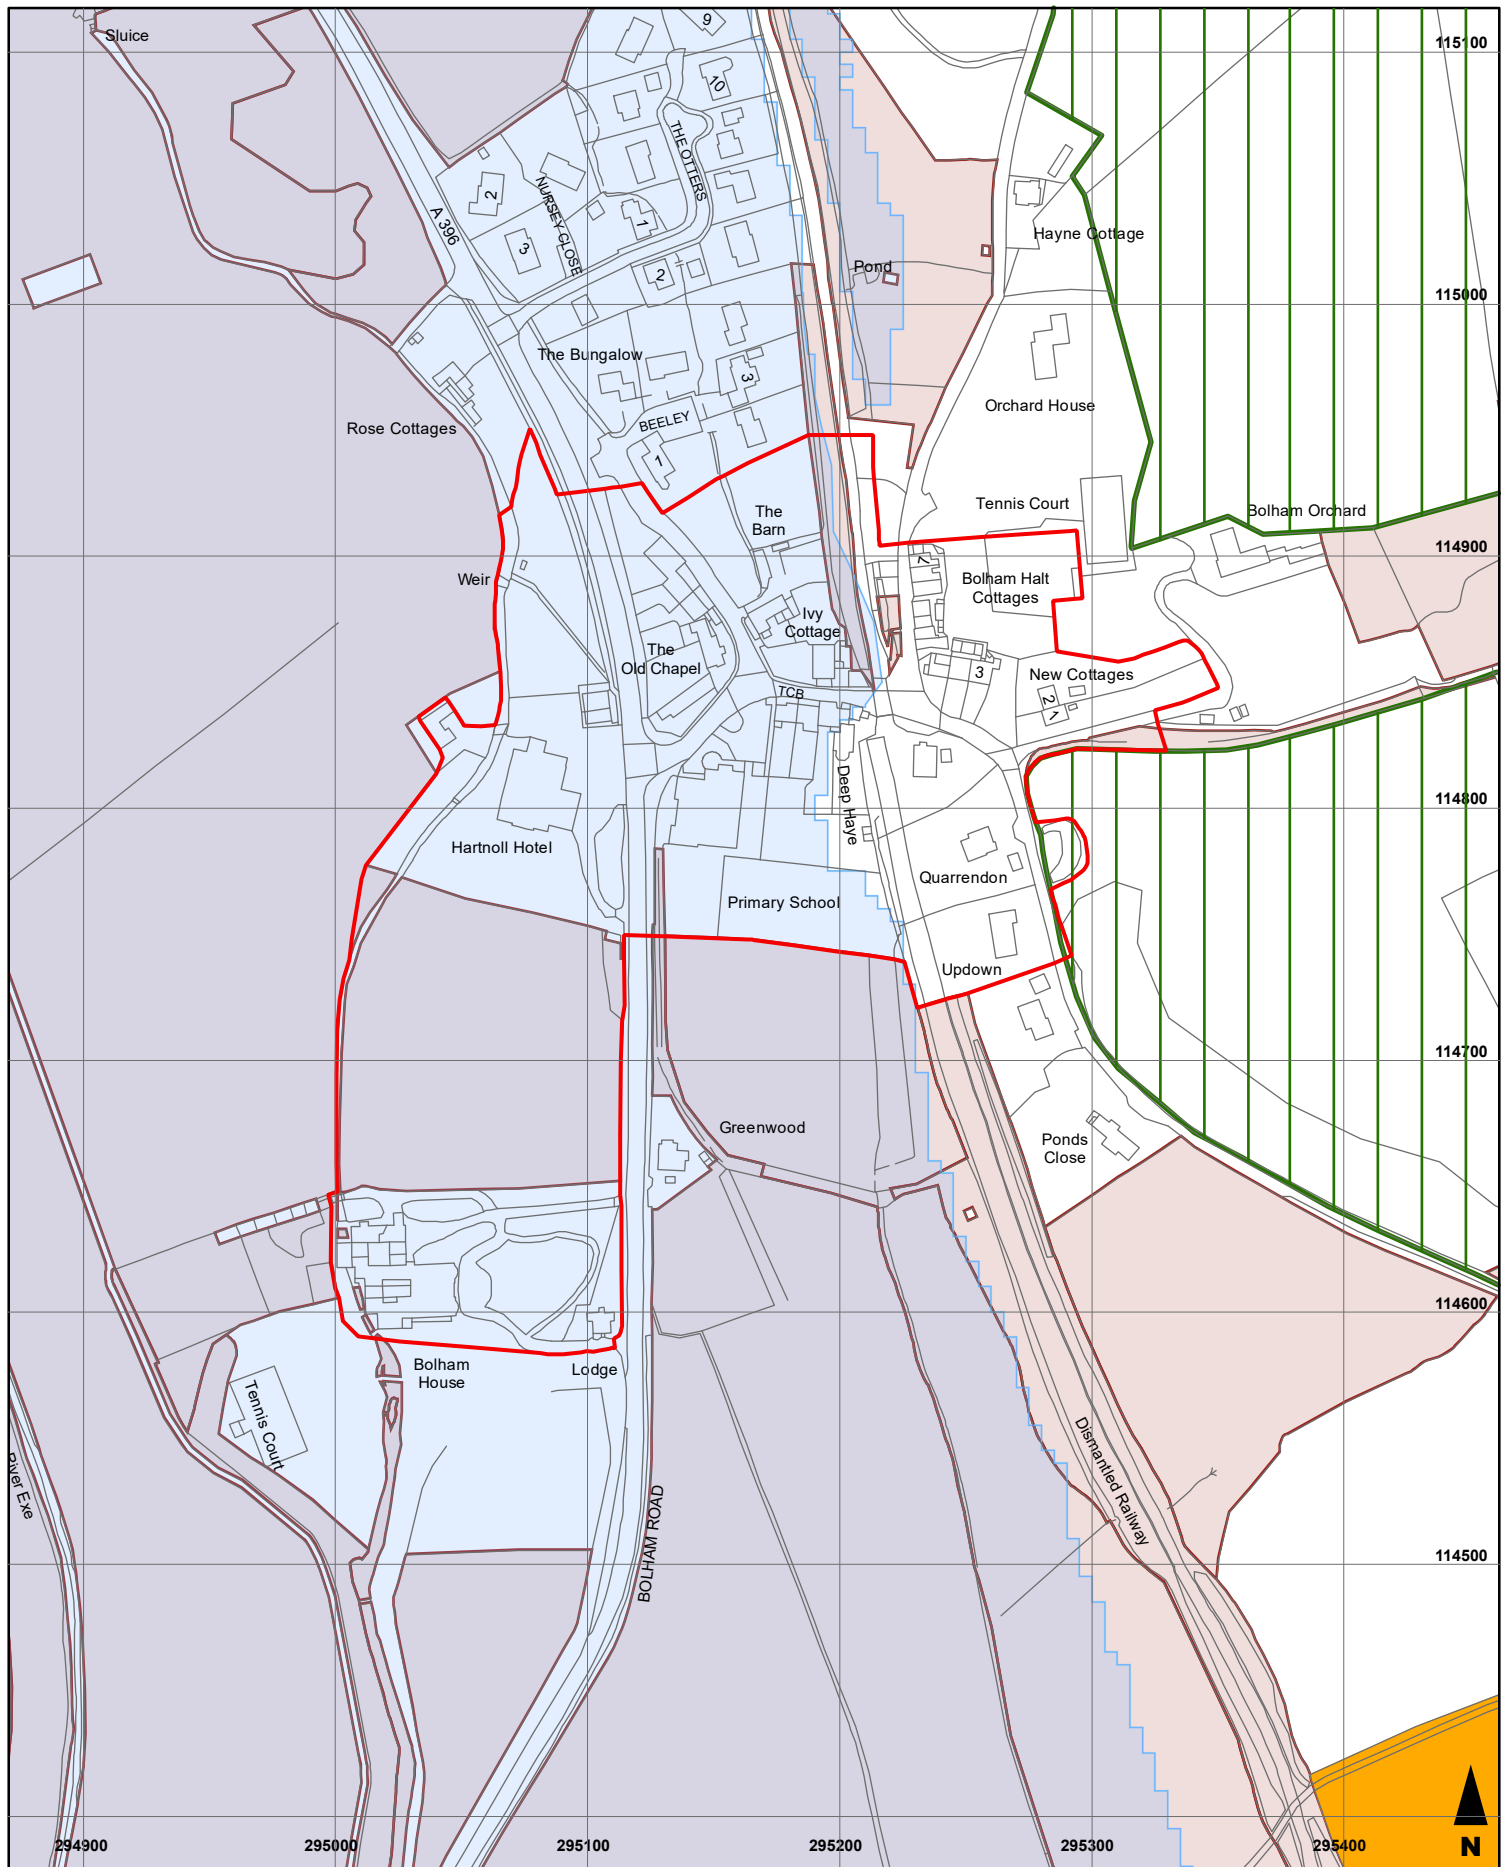 9
Sluice
115100
10
THE OTTERS
2
NURSEY CLOSE
A 396
1
3
Hayne Cottage
2
Pond
115000
The Bungalow
3
Orchard House
BEELEY
Rose Cottages
1
Tennis Court
Bolham Orchard
The
Barn
114900
7
Weir
Bolham Halt
Cottages
Ivy
Cottage
The
Old Chapel
3
New Cottages
TCB
2
1
Deep Haye
114800
Hartnoll Hotel
Quarrendon
Primary School
Updown
114700
Greenwood
Ponds
Close
114600
Bolham
House
Lodge
Tennis Court
River Exe
Dismantled Railway
BOLHAM ROAD
114500
294900
295000
295100
295200
295300
295400
N